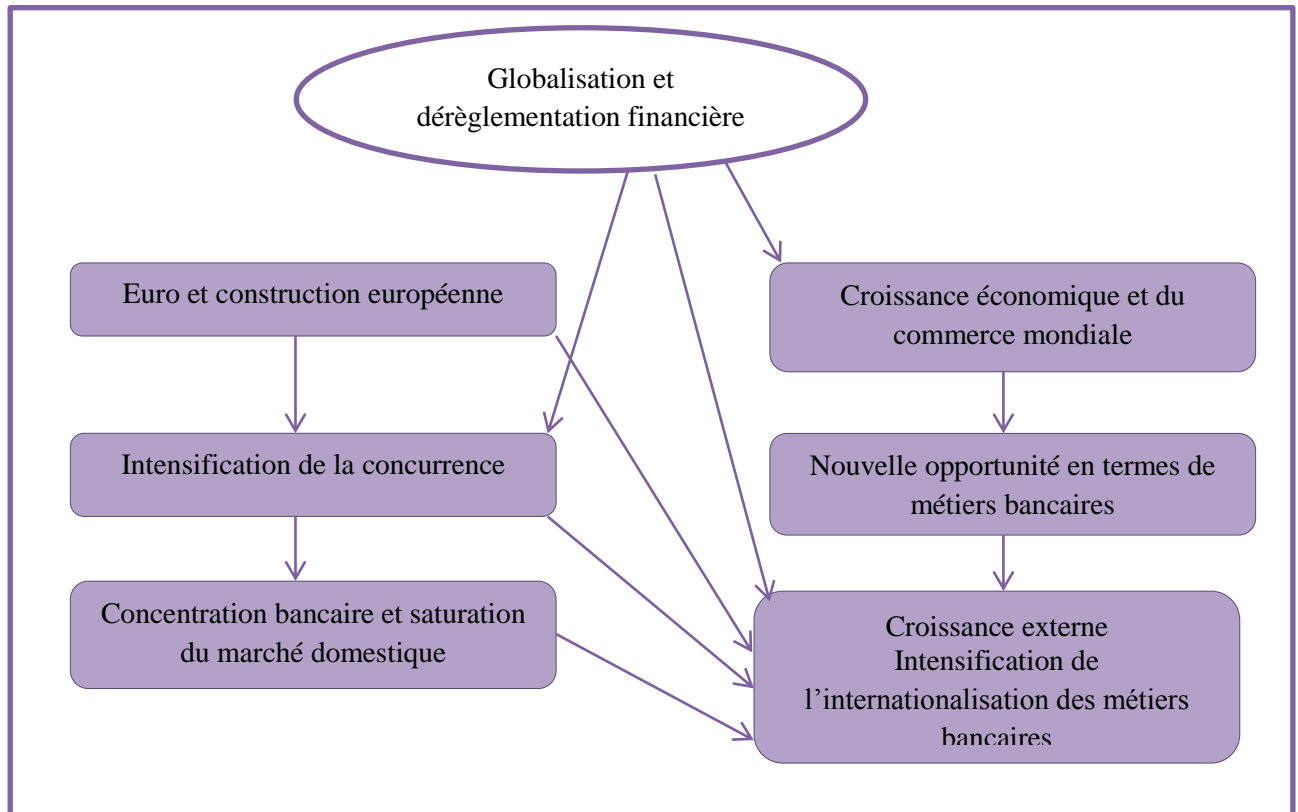 Globalisation et
dérèglementation financière
Euro et construction européenne
Croissance économique et du
commerce mondiale
Intensification de la concurrence
Nouvelle opportunité en termes de
métiers bancaires
Concentration bancaire et saturation
du marché domestique
Croissance externe
Intensification de
l’internationalisation des métiers
bancaires